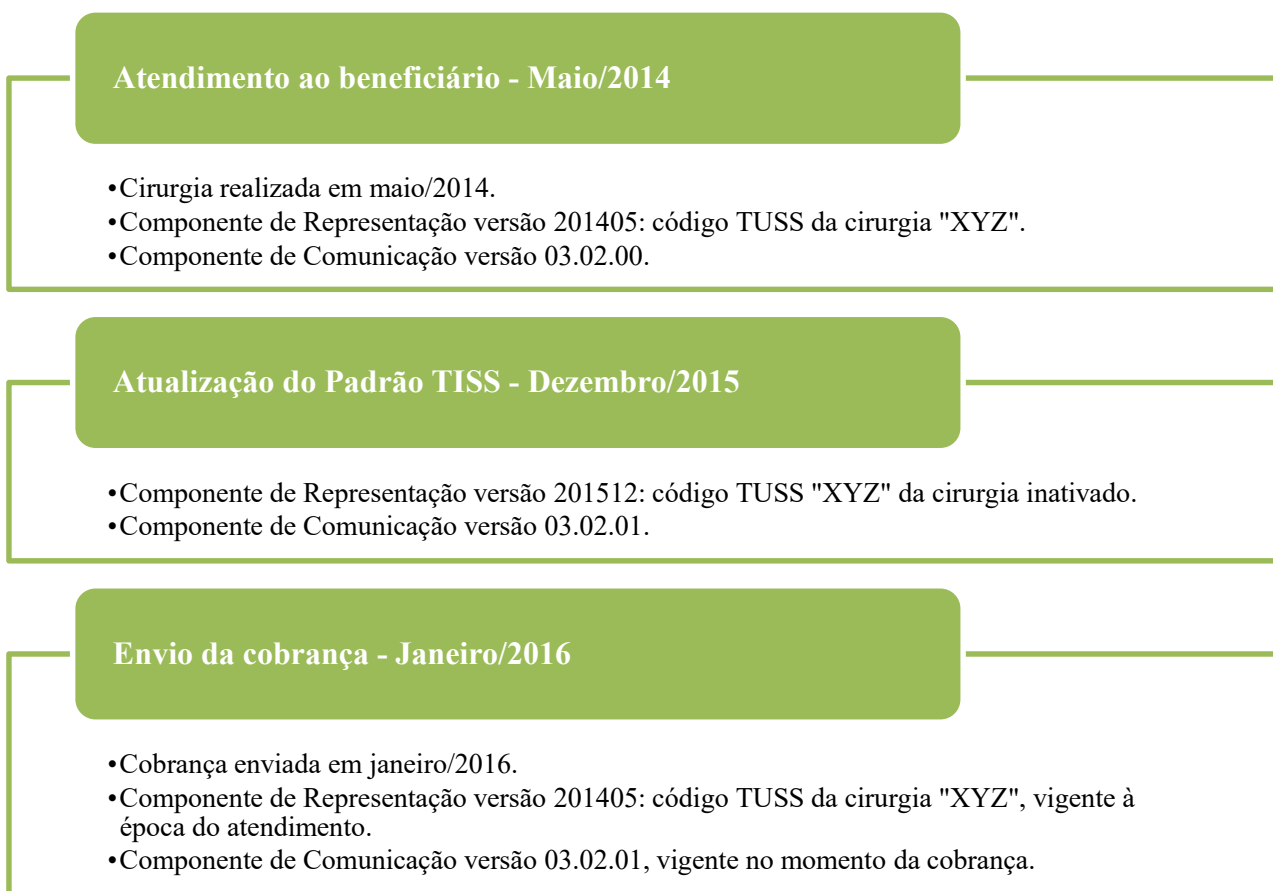 Atendimento ao beneficiário - Maio/2014
•Cirurgia realizada em maio/2014.
•Componente de Representação versão 201405: código TUSS da cirurgia "XYZ".
•Componente de Comunicação versão 03.02.00.
Atualização do Padrão TISS - Dezembro/2015
•Componente de Representação versão 201512: código TUSS "XYZ" da cirurgia inativado.
•Componente de Comunicação versão 03.02.01.
Envio da cobrança - Janeiro/2016
•Cobrança enviada em janeiro/2016.
•Componente de Representação versão 201405: código TUSS da cirurgia "XYZ", vigente à
época do atendimento.
•Componente de Comunicação versão 03.02.01, vigente no momento da cobrança.